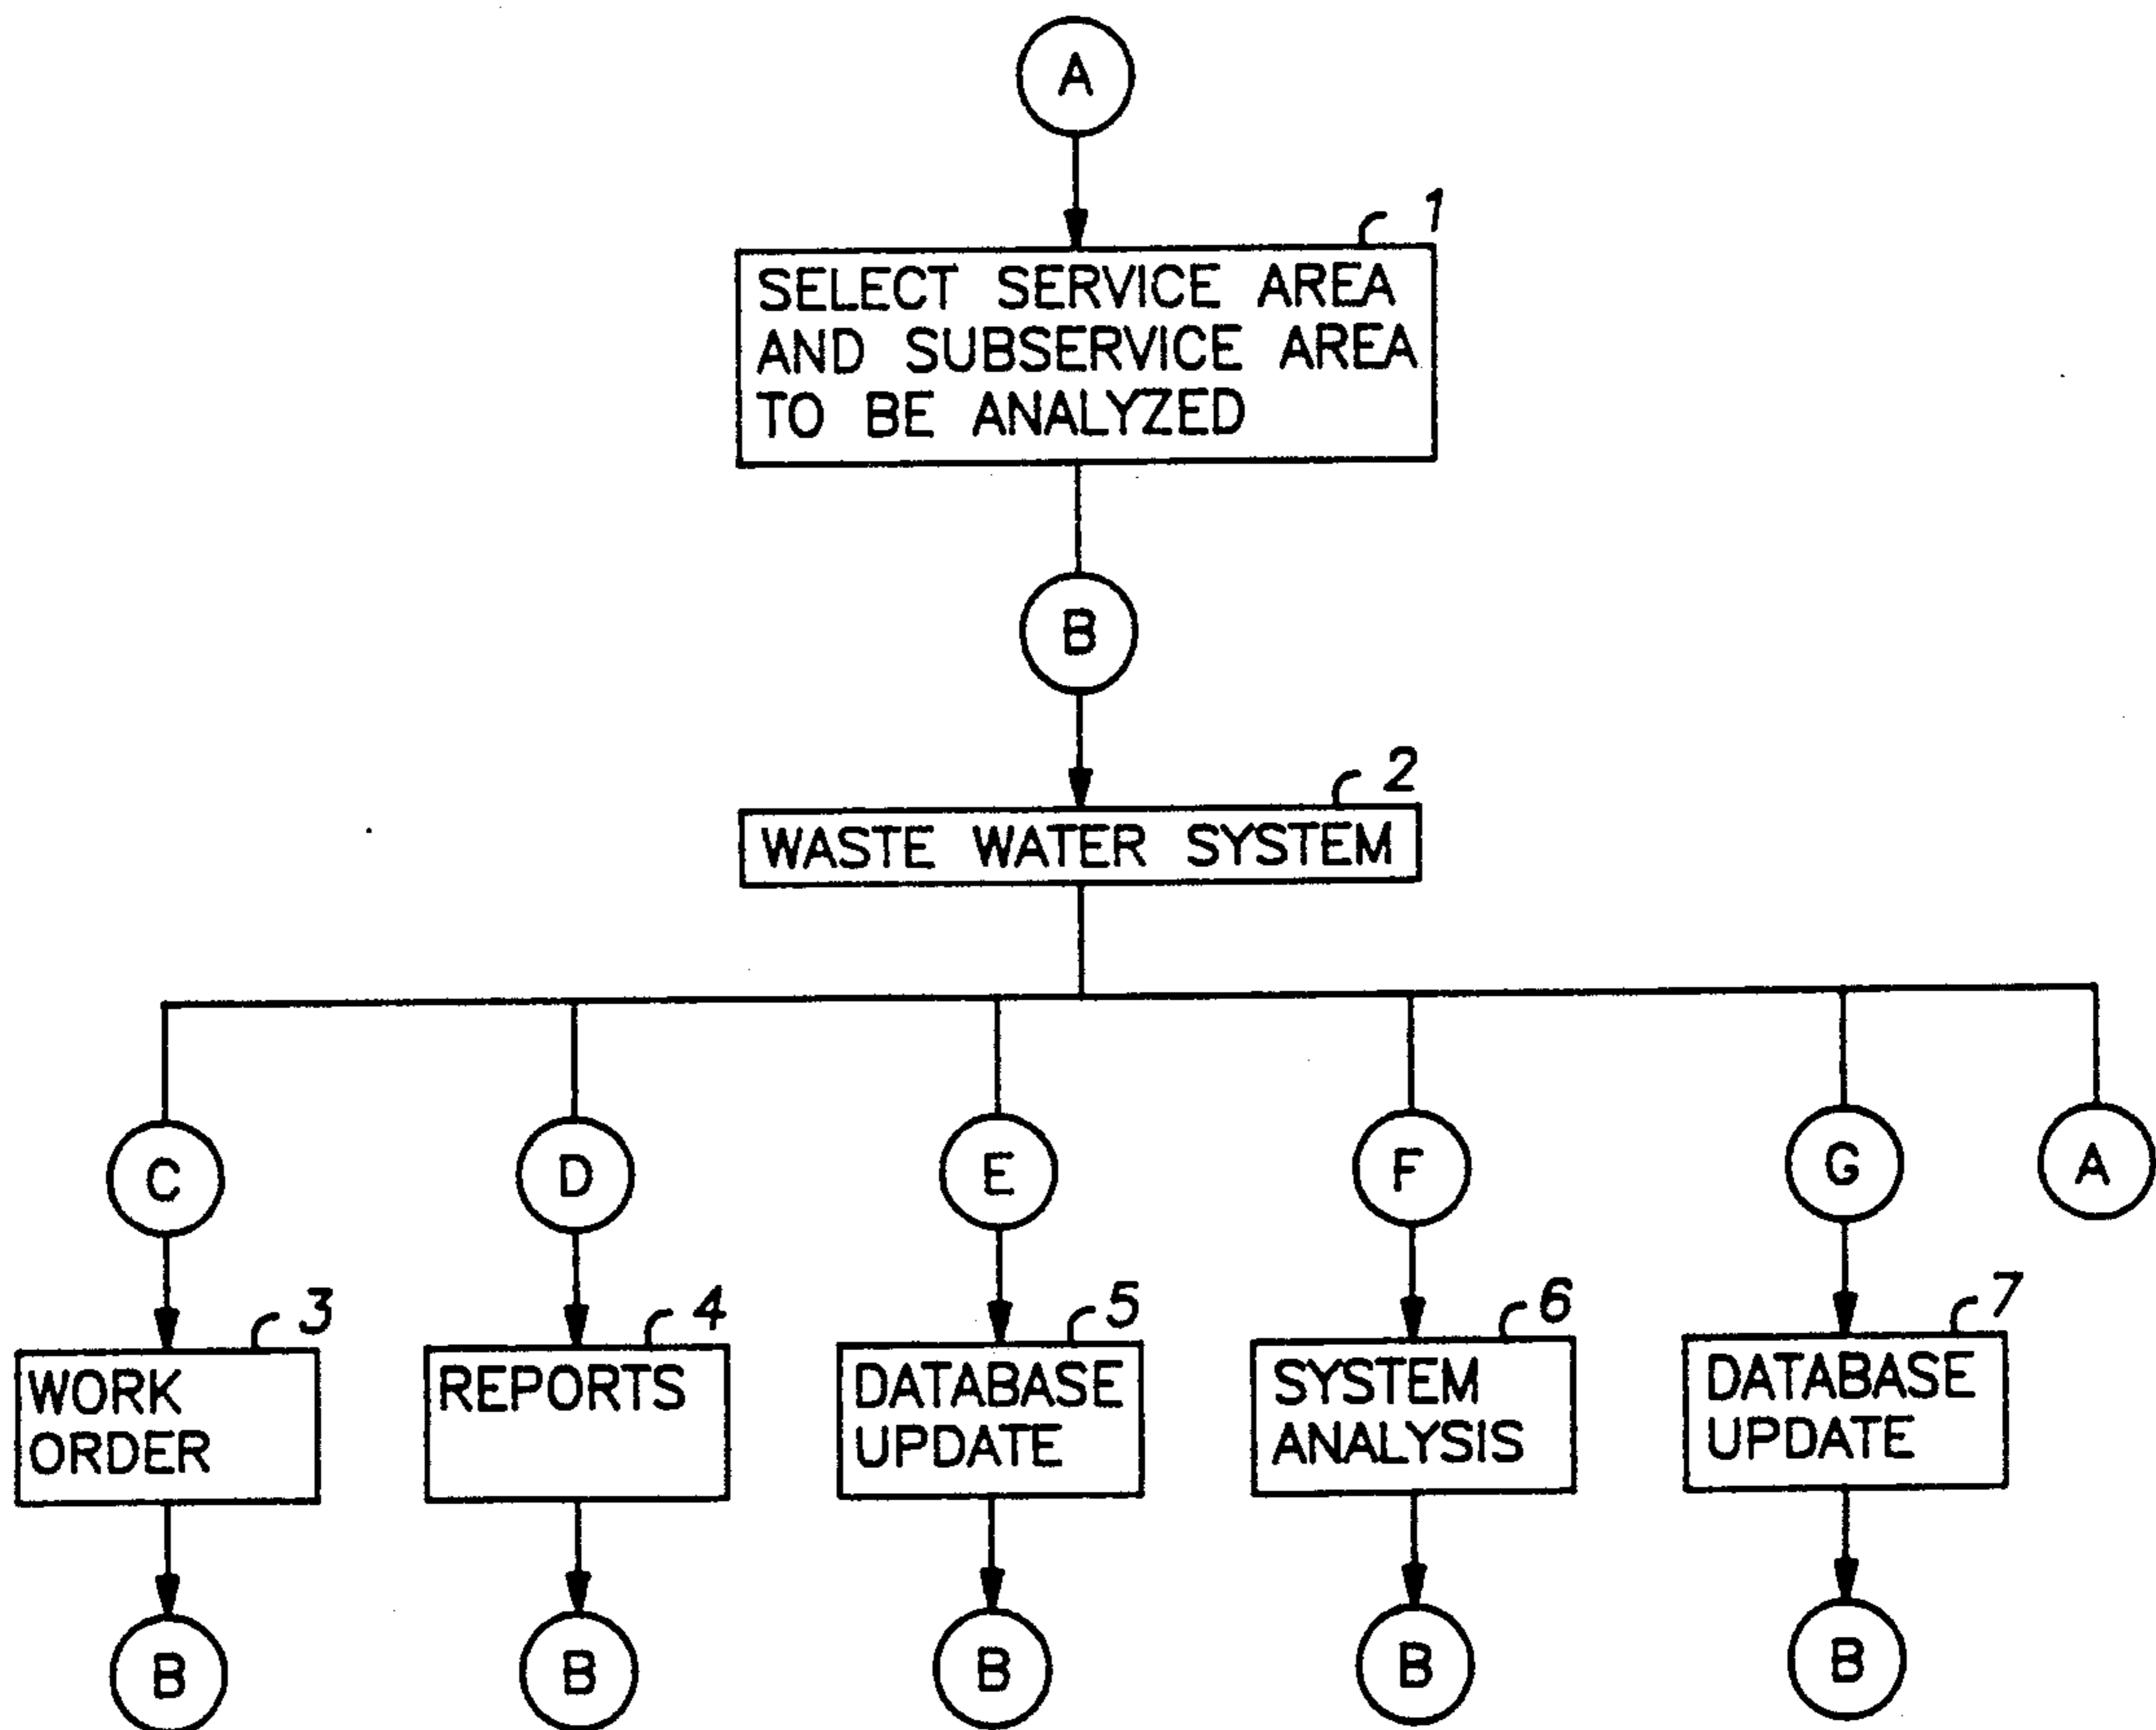 A
1
SELECT SERVICE AREA
AND SUBSERVICE AREA
TO BE ANALYZED
B
2
WASTE WATER SYSTEM
C
D
E
F
G
A
3
WORK
ORDER
4
REPORTS
5
DATABASE
UPDATE
6
SYSTEM
ANALYSIS
7
DATABASE
UPDATE
B
B
B
B
B